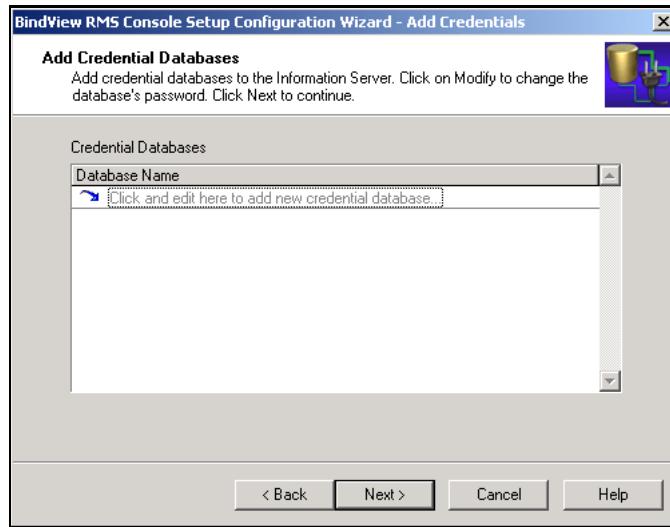 BindView RMS Console Setup Configuration Wizard - Add Credentials
Add Credential Databases
Add credential databases to the Information Server. Click on Modify to change the
database's password. Click Next to continue.
Credential Databases
Database Name
Click and edit here to add new credential database...
< Back
Next >
Cancel
Help